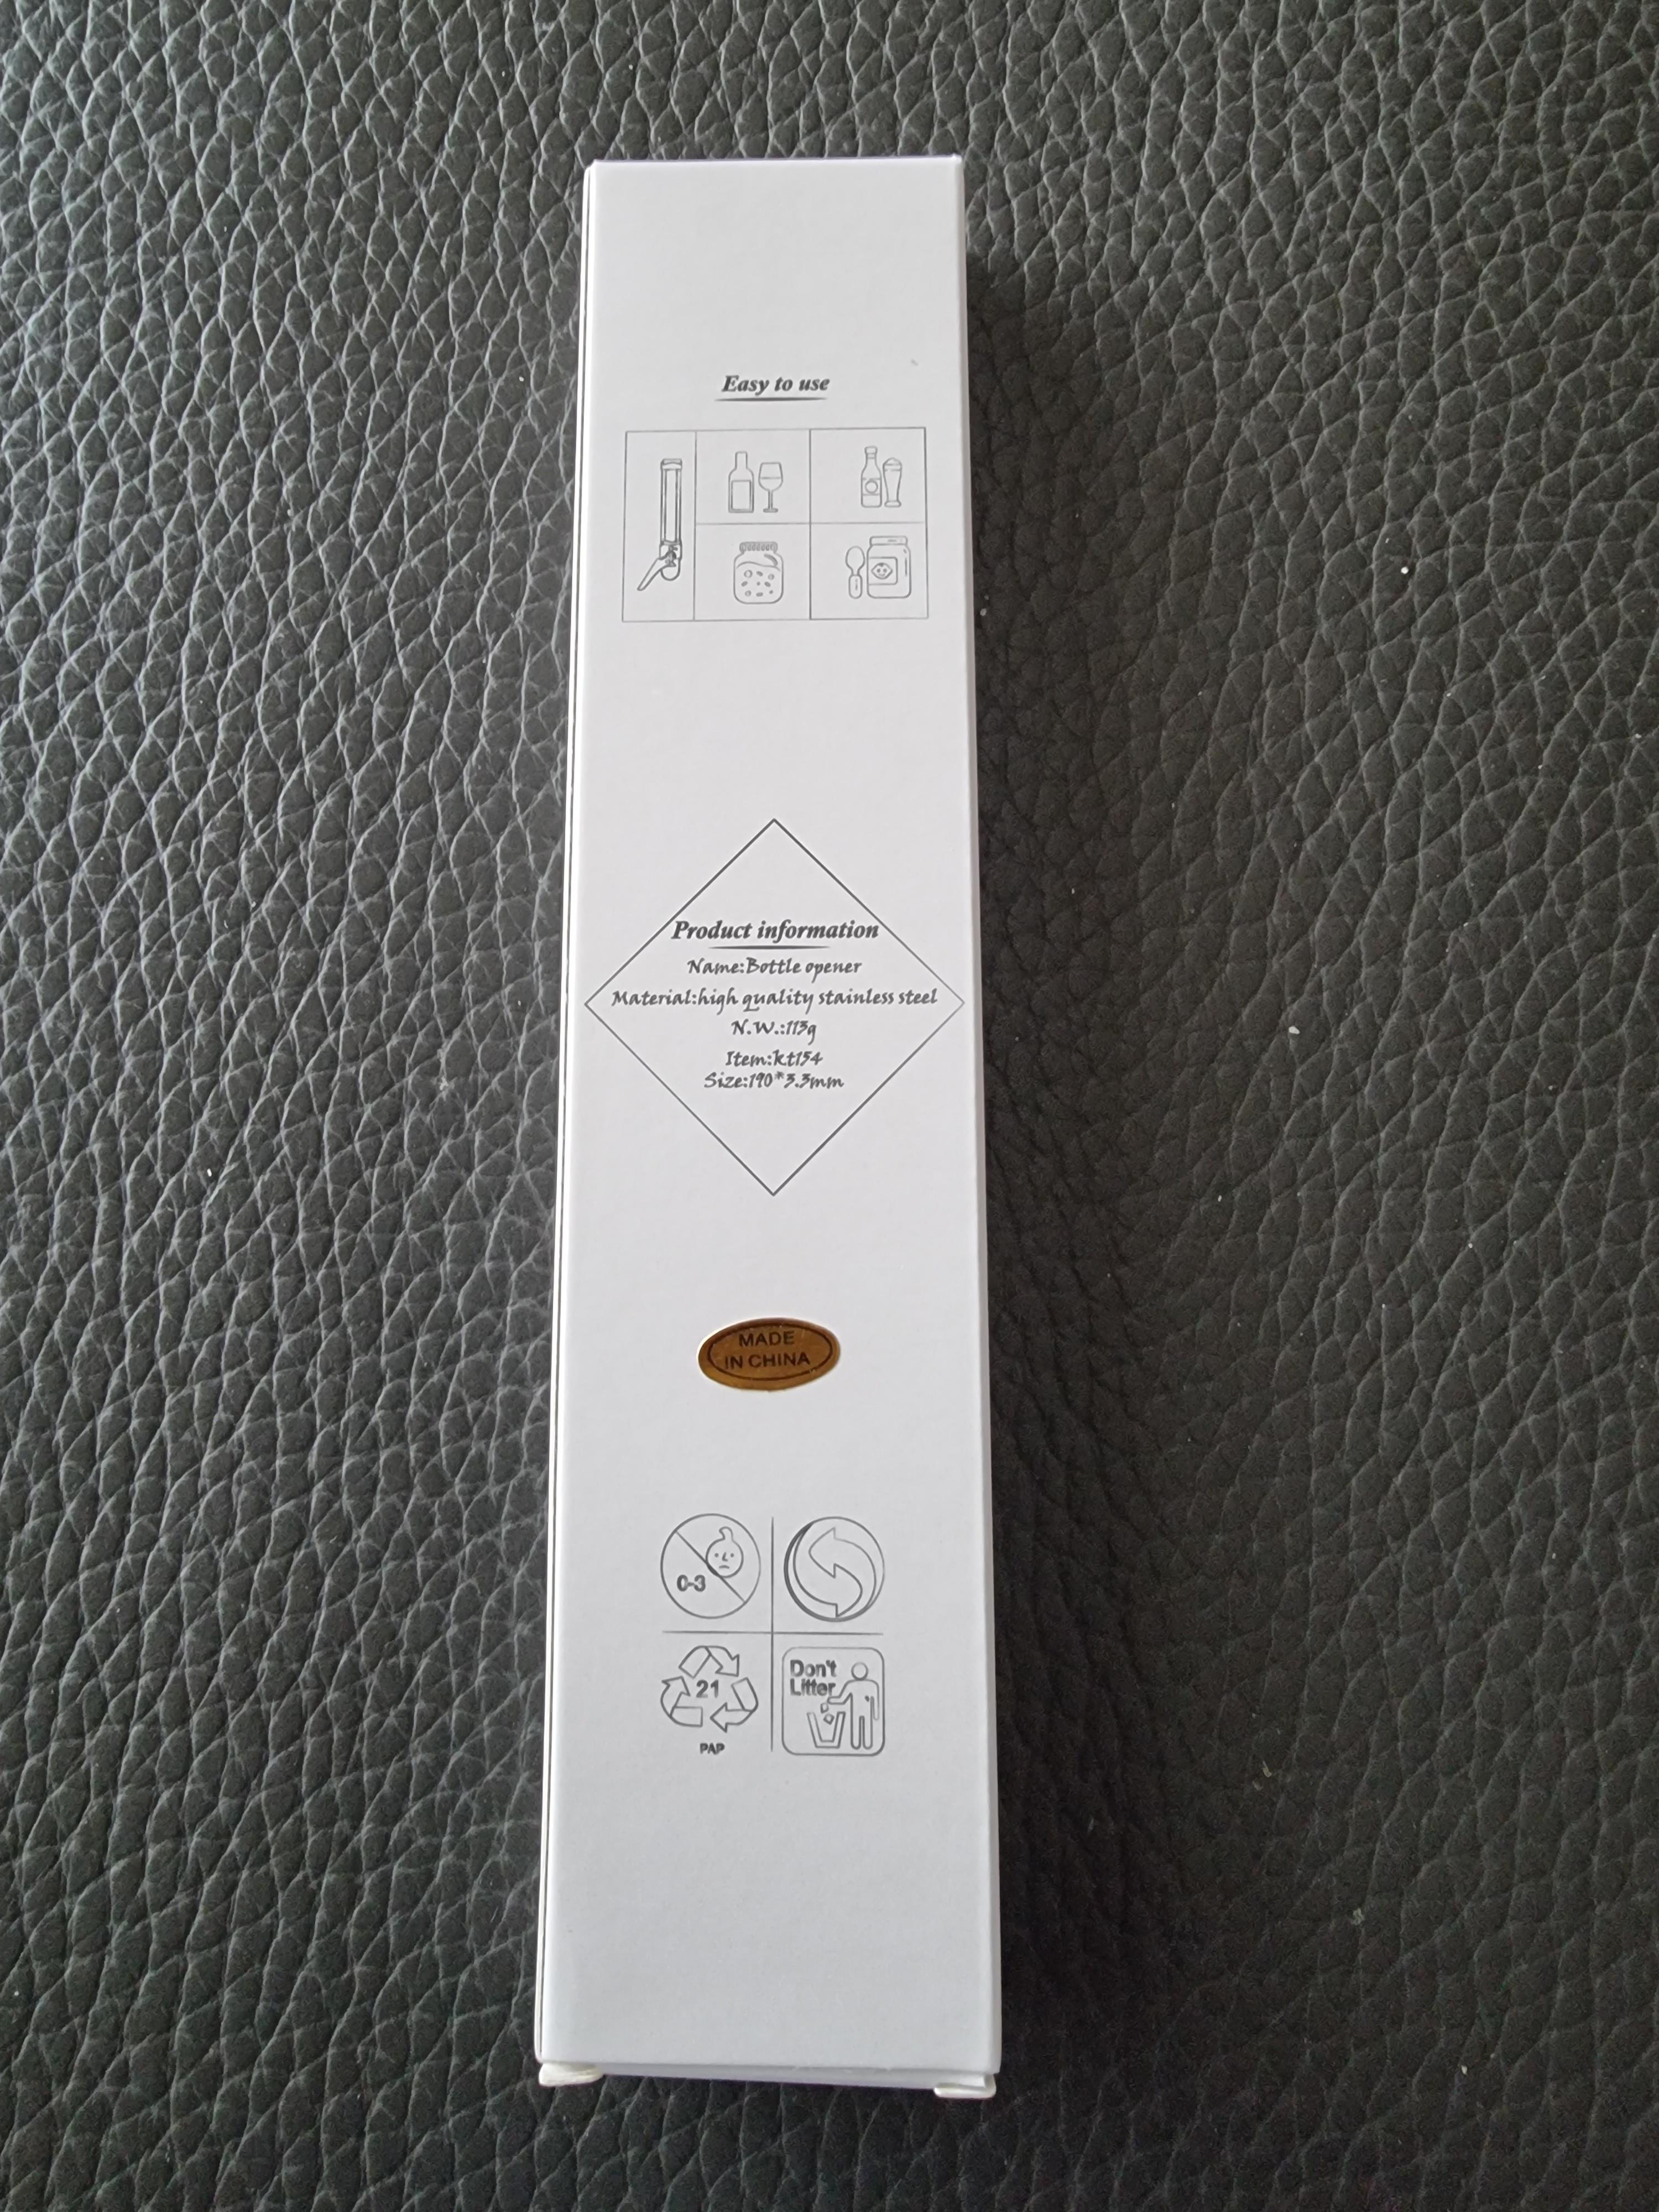 Easy to use
Product information
Name:Bottle opener
Material:high quality stainless steel
N.W.:113g
Item:kt154
Size:190*3.3mm
MADE
IN CHINA
0-3
21
PAP
Don't
Litter